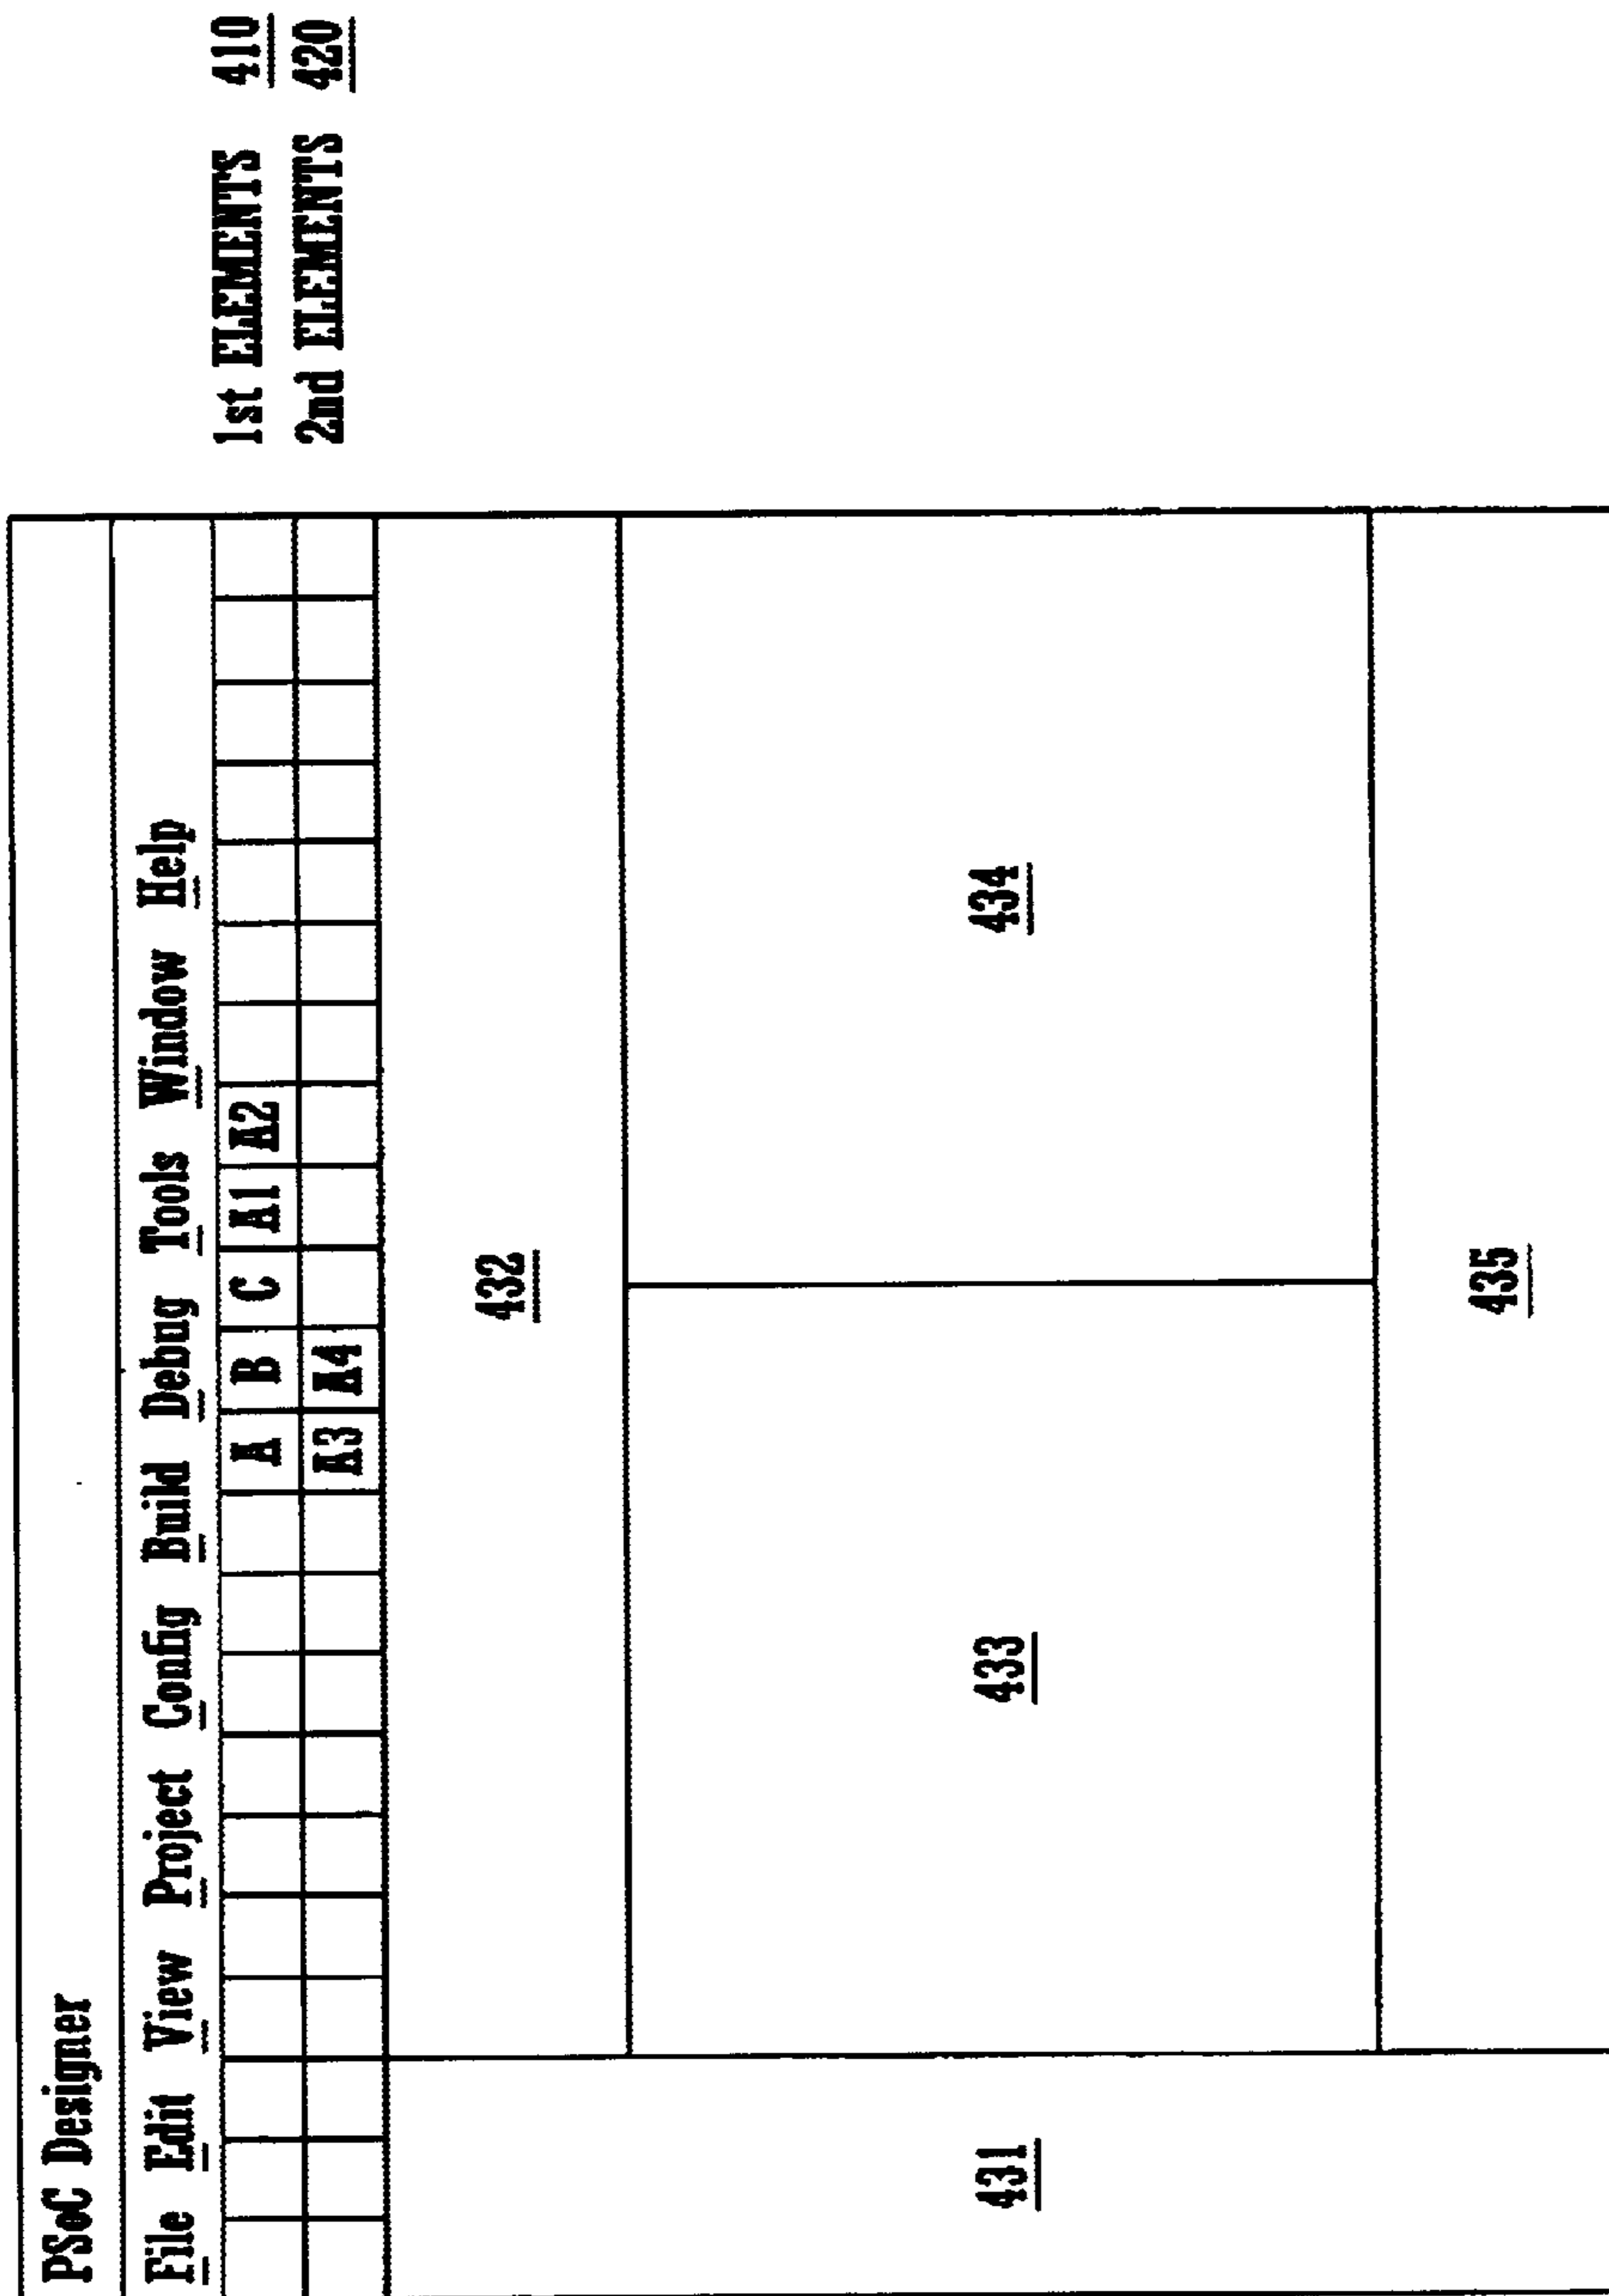 PSoC Designer
File Edit View Project Config Build Debug Tools Window Help
A B C A1 A2 1st ELEMENTS 410
A3 A4 2nd ELEMENTS 420
432
431 433 434
435